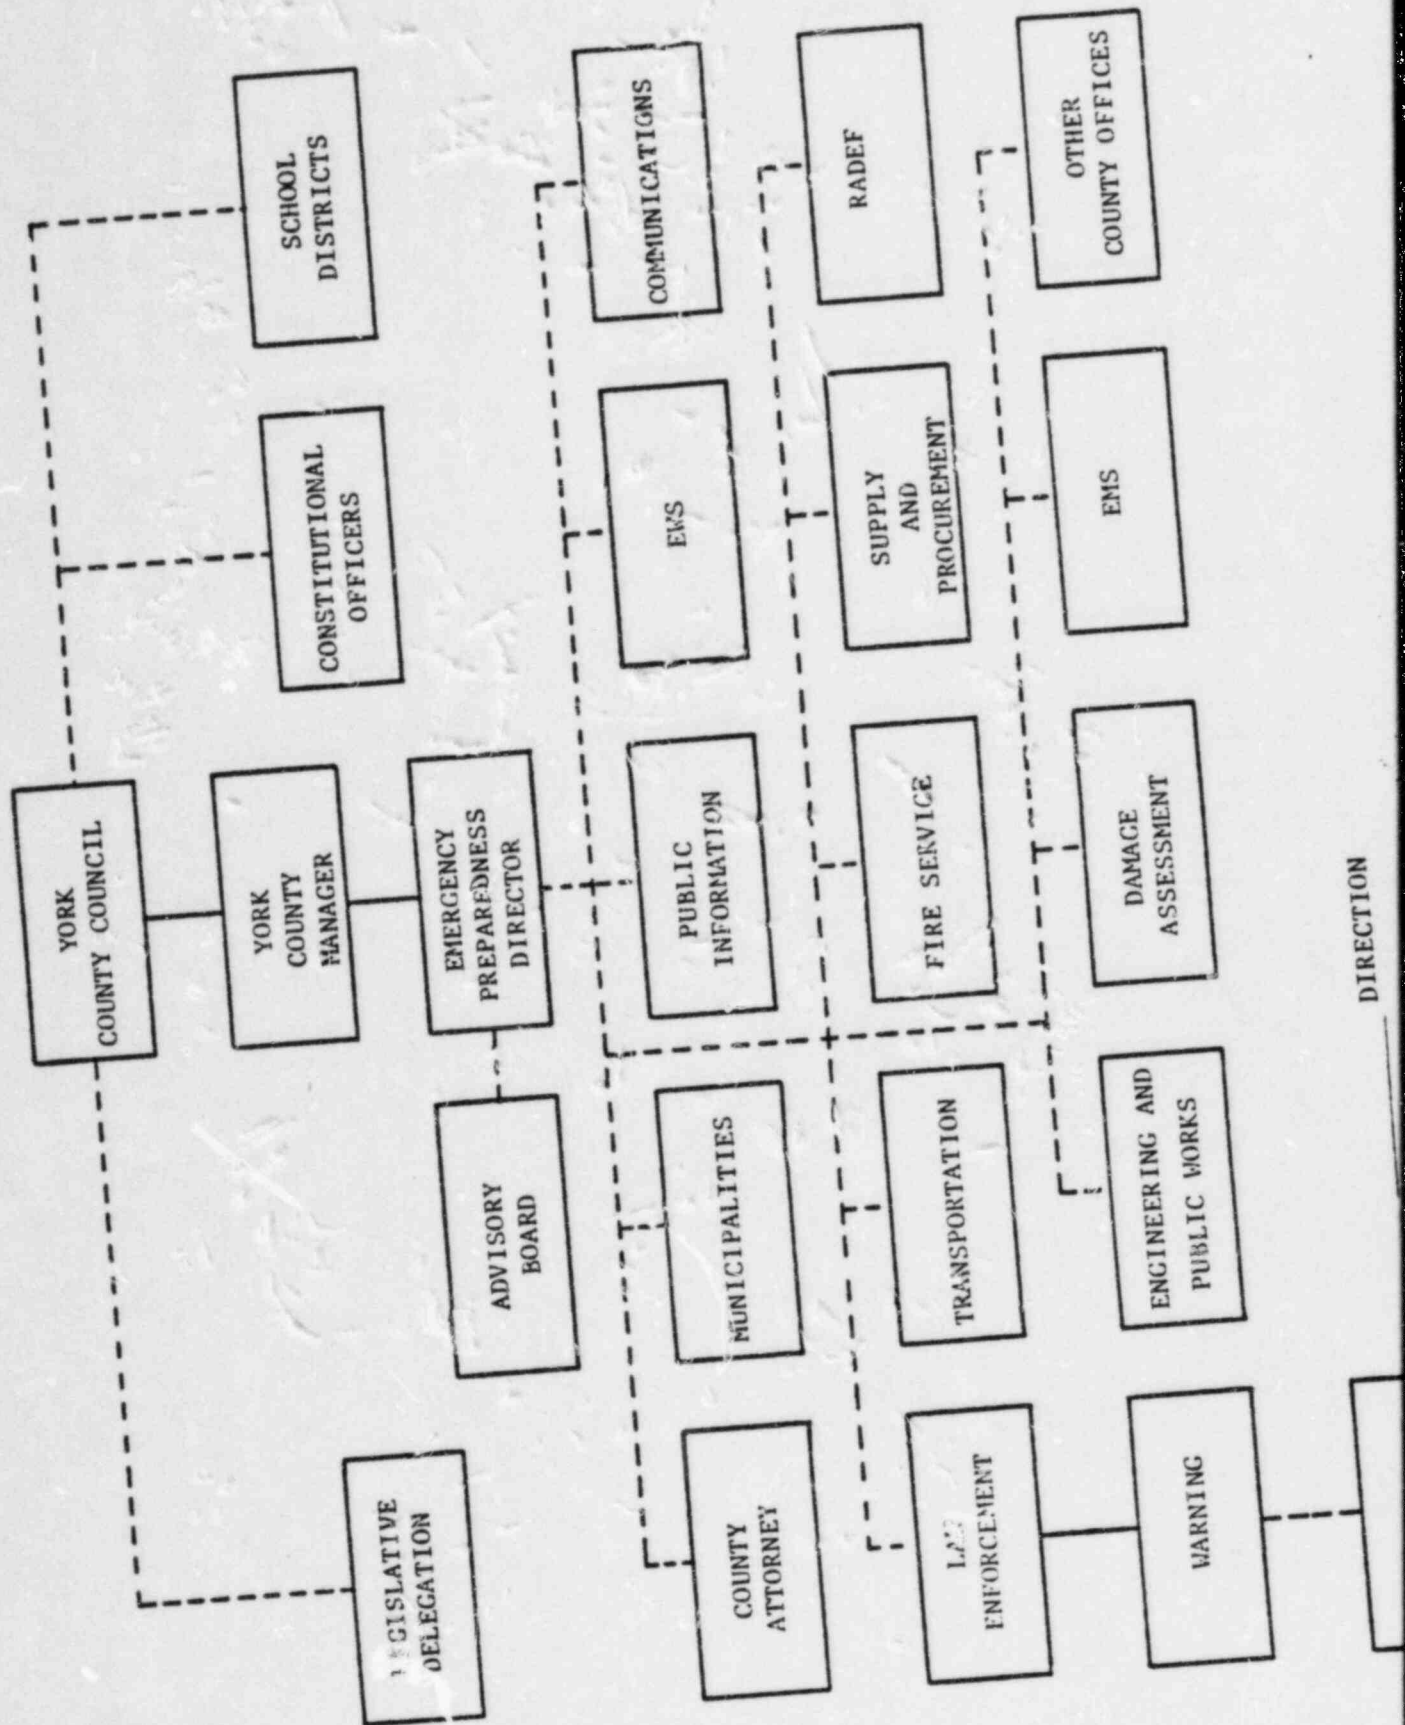 YORK
COUNTY COUNCIL
SCHOOL
DISTRICTS
CONSTITUTIONAL
OFFICERS
YORK
COUNTY
MANAGER
DELEGATION
EMERGENCY
PREPAREDNESS
DIRECTOR
ADVISORY
BOARD
COUNTY
ATTORNEY
MUNICIPALITIES
PUBLIC
INFORMATION
EWS
COMMUNICATIONS
ENFORCEMENT
TRANSPORTATION
FIRE SERVICE
SUPPLY
AND
PROCUREMENT
RADEF
WARNING
ENGINEERING AND
PUBLIC WORKS
DAMAGE
ASSESSMENT
EMS
OTHER
COUNTY OFFICES
DIRECTION